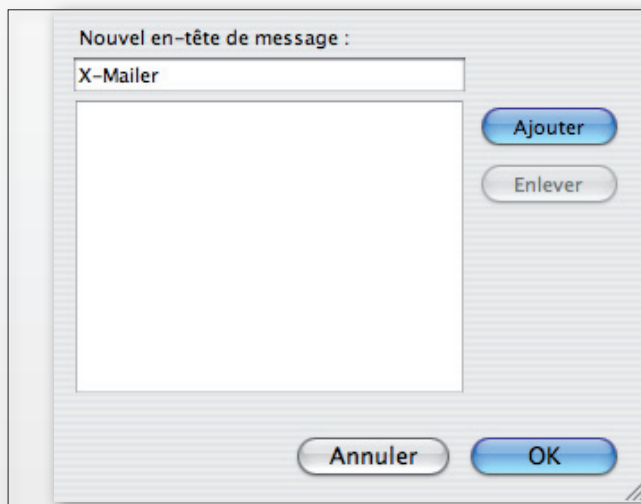 Nouvel en-tête de message :
X-Mailer
Ajouter
Enlever
Annuler
OK